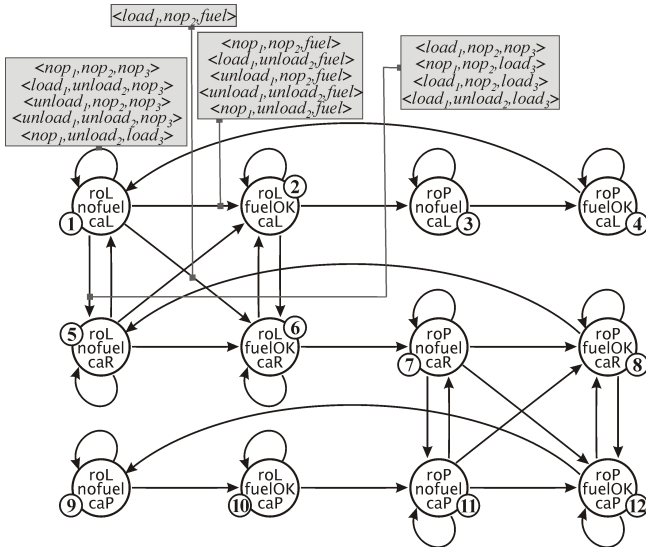 <load₁,nop₂,fuel>
<nop₁,nop₂,nop₃>
<load₁,unload₂,nop₃>
<unload₁,nop₂,nop₃>
<unload₁,unload₂,nop₃>
<nop₁,unload₂,load₃>
<nop₁,nop₂,fuel>
<load₁,unload₂,fuel>
<unload₁,nop₂,fuel>
<unload₁,unload₂,fuel>
<nop₁,unload₂,fuel>
<load₁,nop₂,nop₃>
<nop₁,nop₂,load₃>
<load₁,nop₂,load₃>
<load₁,unload₂,load₃>
roL
nofuel
caL
1
roL
fuelOK
caL
2
roP
nofuel
caL
3
roP
fuelOK
caL
4
roL
nofuel
caR
5
roL
fuelOK
caR
6
roP
nofuel
caR
7
roP
fuelOK
caR
8
roL
nofuel
caP
9
roL
fuelOK
caP
10
roP
nofuel
caP
11
roP
fuelOK
caP
12